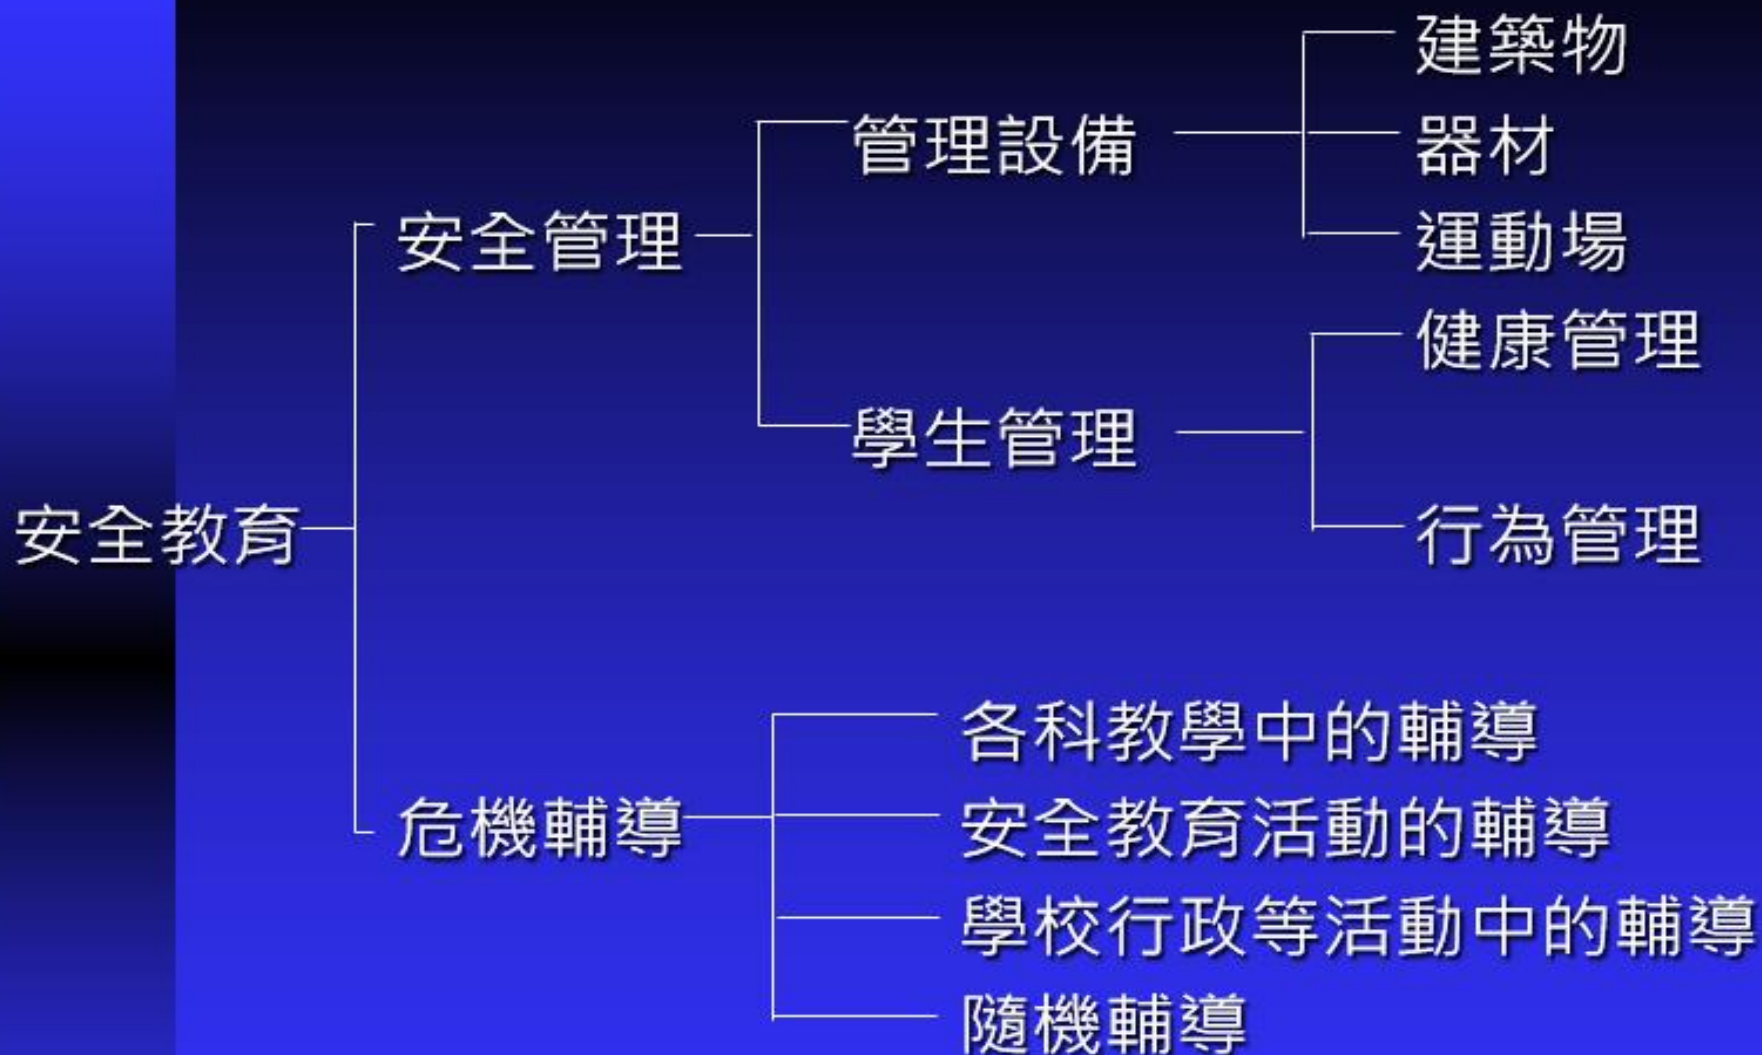 安全教育
安全管理
管理設備
建築物
器材
運動場
學生管理
健康管理
行為管理
危機輔導
各科教學中的輔導
安全教育活動的輔導
學校行政等活動中的輔導
隨機輔導